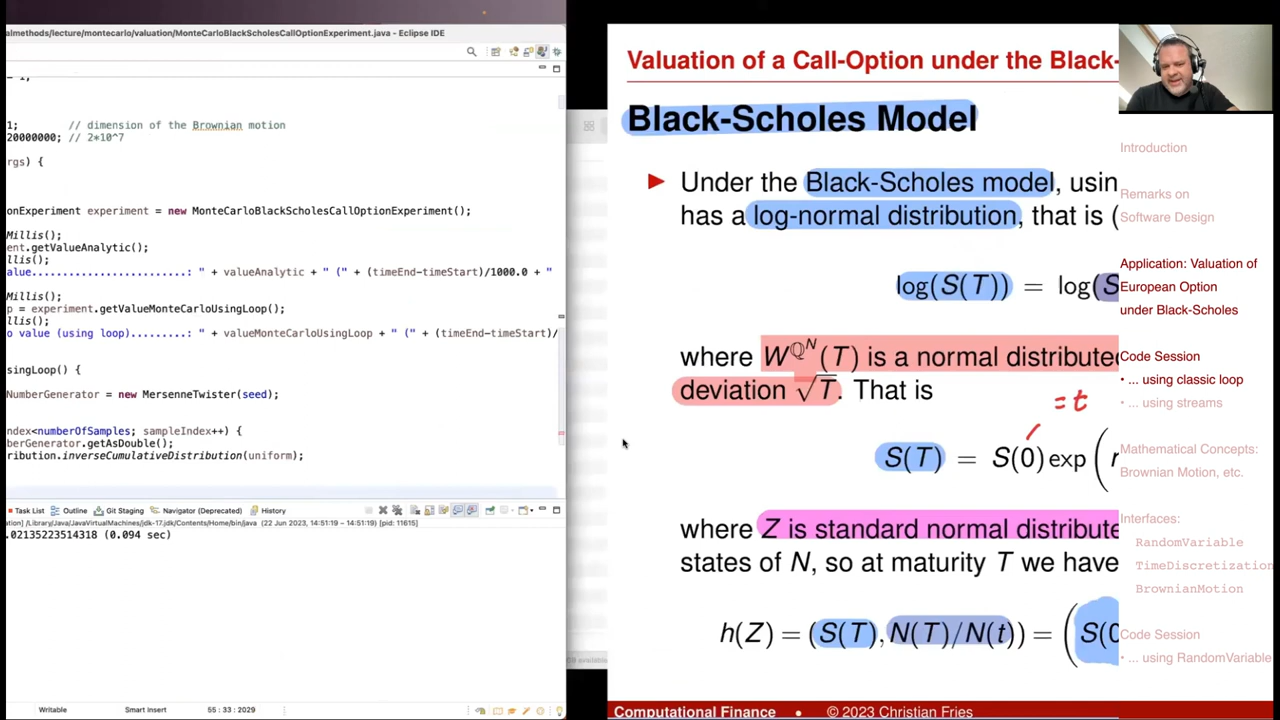 almethods/lecture/montecarlo/valuation/MonteCarloBlackScholesCallOptionExperiment.java - Eclipse IDE
1; // dimension of the Brownian motion
20000000; // 2*10^7
rgs) {
onExperiment experiment = new MonteCarloBlackScholesCallOptionExperiment();
Millis();
ent.getValueAnalytic();
llis();
alue..............................: " + valueAnalytic + " (" + (timeEnd-timeStart)/1000.0 + "
Millis();
p = experiment.getValueMonteCarloUsingLoop();
llis();
o value (using loop).........: " + valueMonteCarloUsingLoop + " (" + (timeEnd-timeStart)/
singLoop() {
NumberGenerator = new MersenneTwister(seed);
ndex<numberOfSamples; sampleIndex++) {
berGenerator.getAsDouble();
ribution.inverseCumulativeDistribution(uniform);
Task List Outline Git Staging Navigator (Deprecated) History
ation] /Library/Java/JavaVirtualMachines/jdk-17.jdk/Contents/Home/bin/java (22 Jun 2023, 14:51:19 – 14:51:19) [pid: 11615]
.02135223514318 (0.094 sec)
Writable Smart Insert 55 : 33 : 2029
Valuation of a Call-Option under the Black-
Black-Scholes Model
Under the Black-Scholes model, usin
has a log-normal distribution, that is (
log(S(T)) = log(S
where W^{ℚ^N}(T) is a normal distribute
deviation √T. That is
= t
S(T) = S(0) exp (r
where Z is standard normal distribute
states of N, so at maturity T we have
h(Z) = (S(T), N(T)/N(t)) = (S(0
Computational Finance • © 2023 Christian Fries
Introduction
Remarks on
Software Design
Application: Valuation of
European Option
under Black-Scholes
Code Session
• ... using classic loop
• ... using streams
Mathematical Concepts:
Brownian Motion, etc.
Interfaces:
RandomVariable
TimeDiscretization
BrownianMotion
Code Session
• ... using RandomVariable